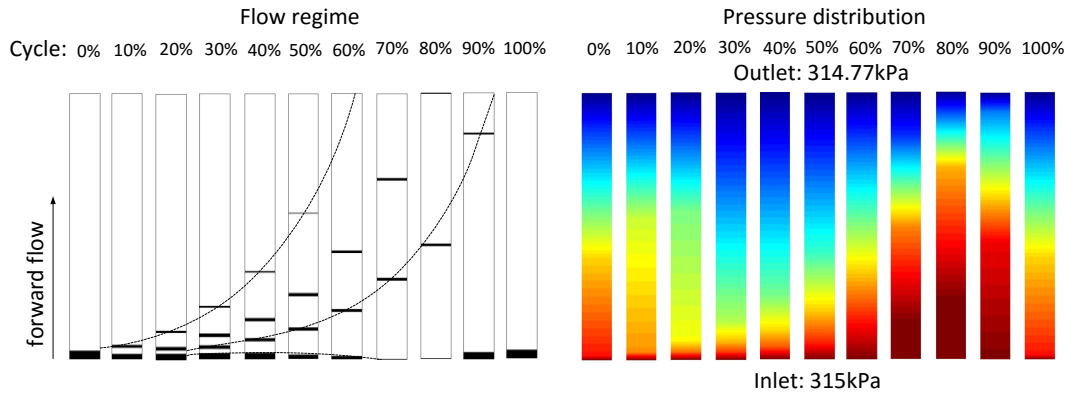 Flow regime
Cycle: 0% 10% 20% 30% 40% 50% 60% 70% 80% 90% 100%
forward flow
Pressure distribution
0% 10% 20% 30% 40% 50% 60% 70% 80% 90% 100%
Outlet: 314.77kPa
Inlet: 315kPa